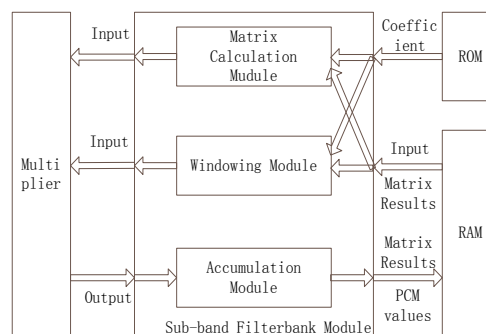 Input
Matrix
Calculation
Mudule
Coeffic
ient
ROM
Input
Windowing Module
Input
Matrix
Results
Multi
plier
RAM
Output
Accumulation
Module
Matrix
Results
PCM
values
Sub-band Filterbank Module